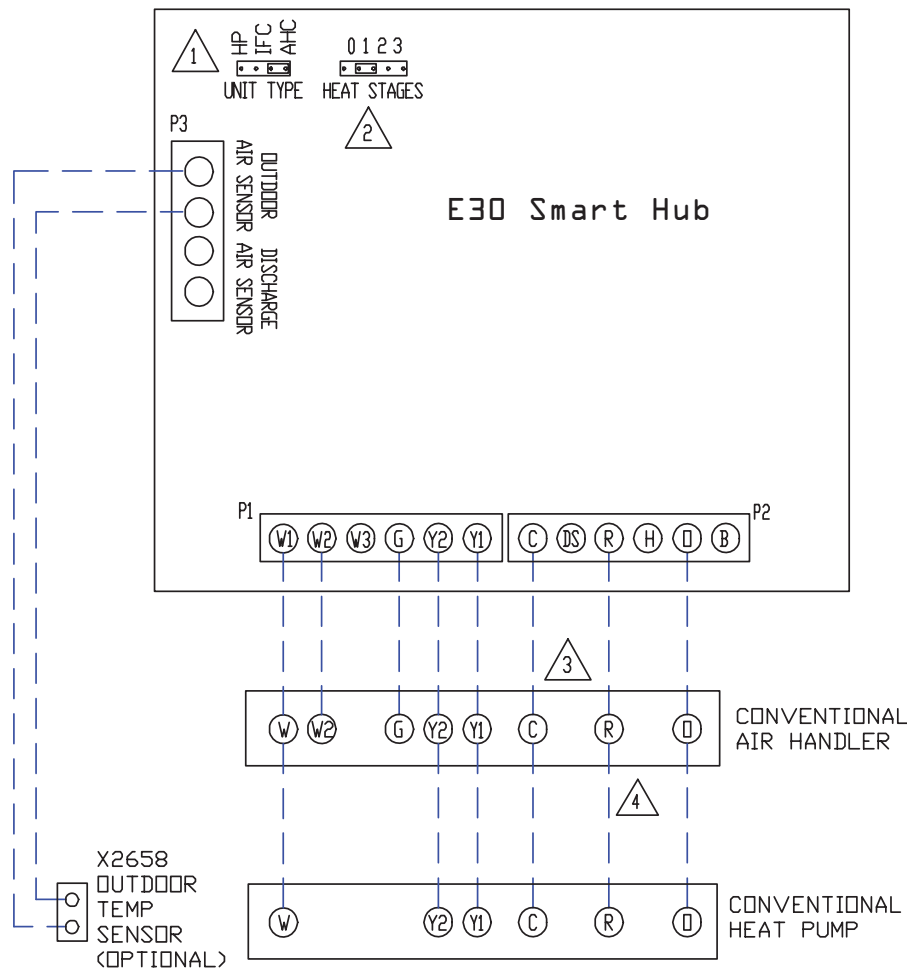 1
HP
IFC
AHC
UNIT TYPE
0 1 2 3
HEAT STAGES
2
P3
OUTDOOR
AIR SENSOR
DISCHARGE
AIR SENSOR
E30 Smart Hub
P1
W1 W2 W3 G Y2 Y1
C DS R H O B
P2
3
W W2 G Y2 Y1 C R O
CONVENTIONAL
AIR HANDLER
4
X2658
OUTDOOR
TEMP
SENSOR
(OPTIONAL)
W Y2 Y1 C R O
CONVENTIONAL
HEAT PUMP